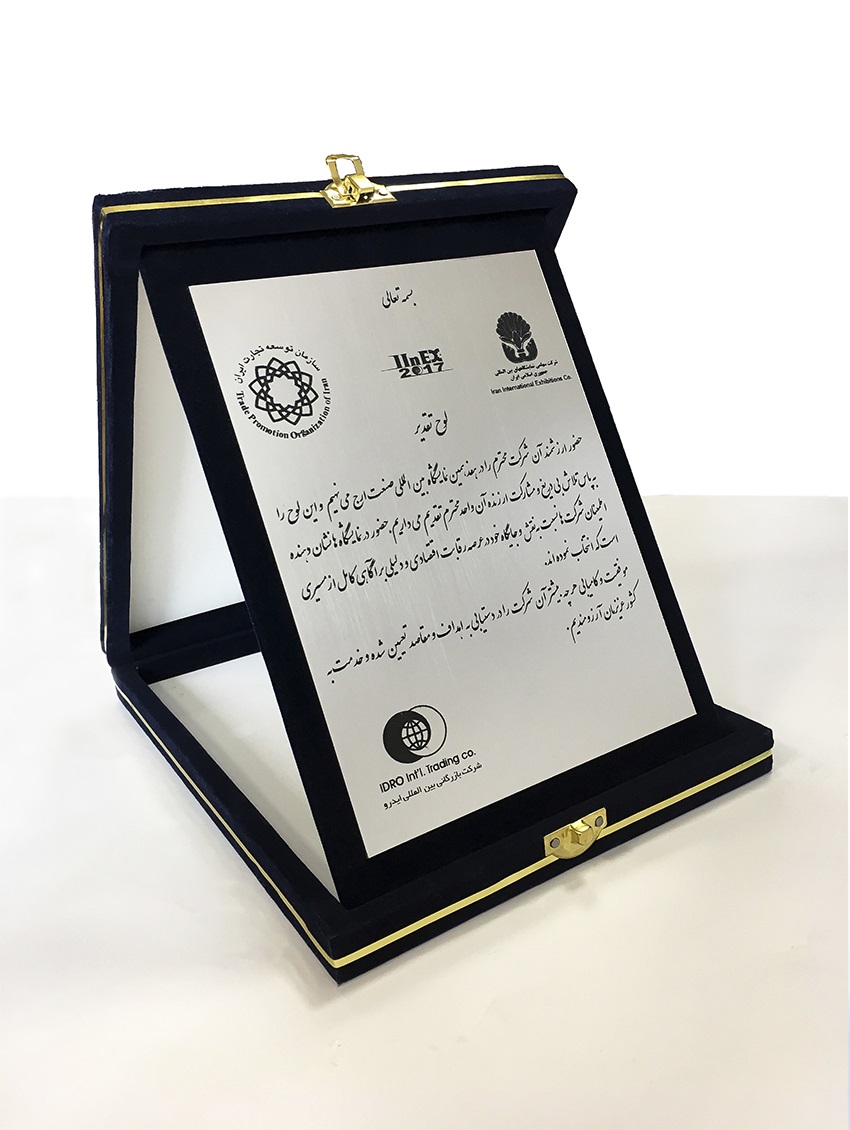 بسمه تعالی
سازمان توسعه تجارت ایران
Trade Promotion Organization of Iran
IInEX
2017
شرکت سهامی نمایشگاههای بین المللی
جمهوری اسلامی ایران
Iran International Exhibitions Co.
لوح تقدیر
حضور ارزشمند آن شرکت محترم را در هفدهمین نمایشگاه بین المللی صنعت ارج می نهیم و این لوح را
به پاس تلاش بی دریغ و مشارکت ارزنده آن واحد محترم تقدیم می داریم. حضور در نمایشگاه ها نشان دهنده
اطمینان شرکت ها نسبت به نقش و جایگاه خود در عرصه رقابت اقتصادی و دلیلی بر آگاهی کامل از مسیری
است که انتخاب نموده اند.
موفقیت و کامیابی هر چه بیشتر آن شرکت را در دستیابی به اهداف و مقاصد تعیین شده و خدمت به
کشور عزیزمان آرزومندیم.
IDRO Int'l. Trading co.
شرکت بازرگانی بین المللی ایدرو